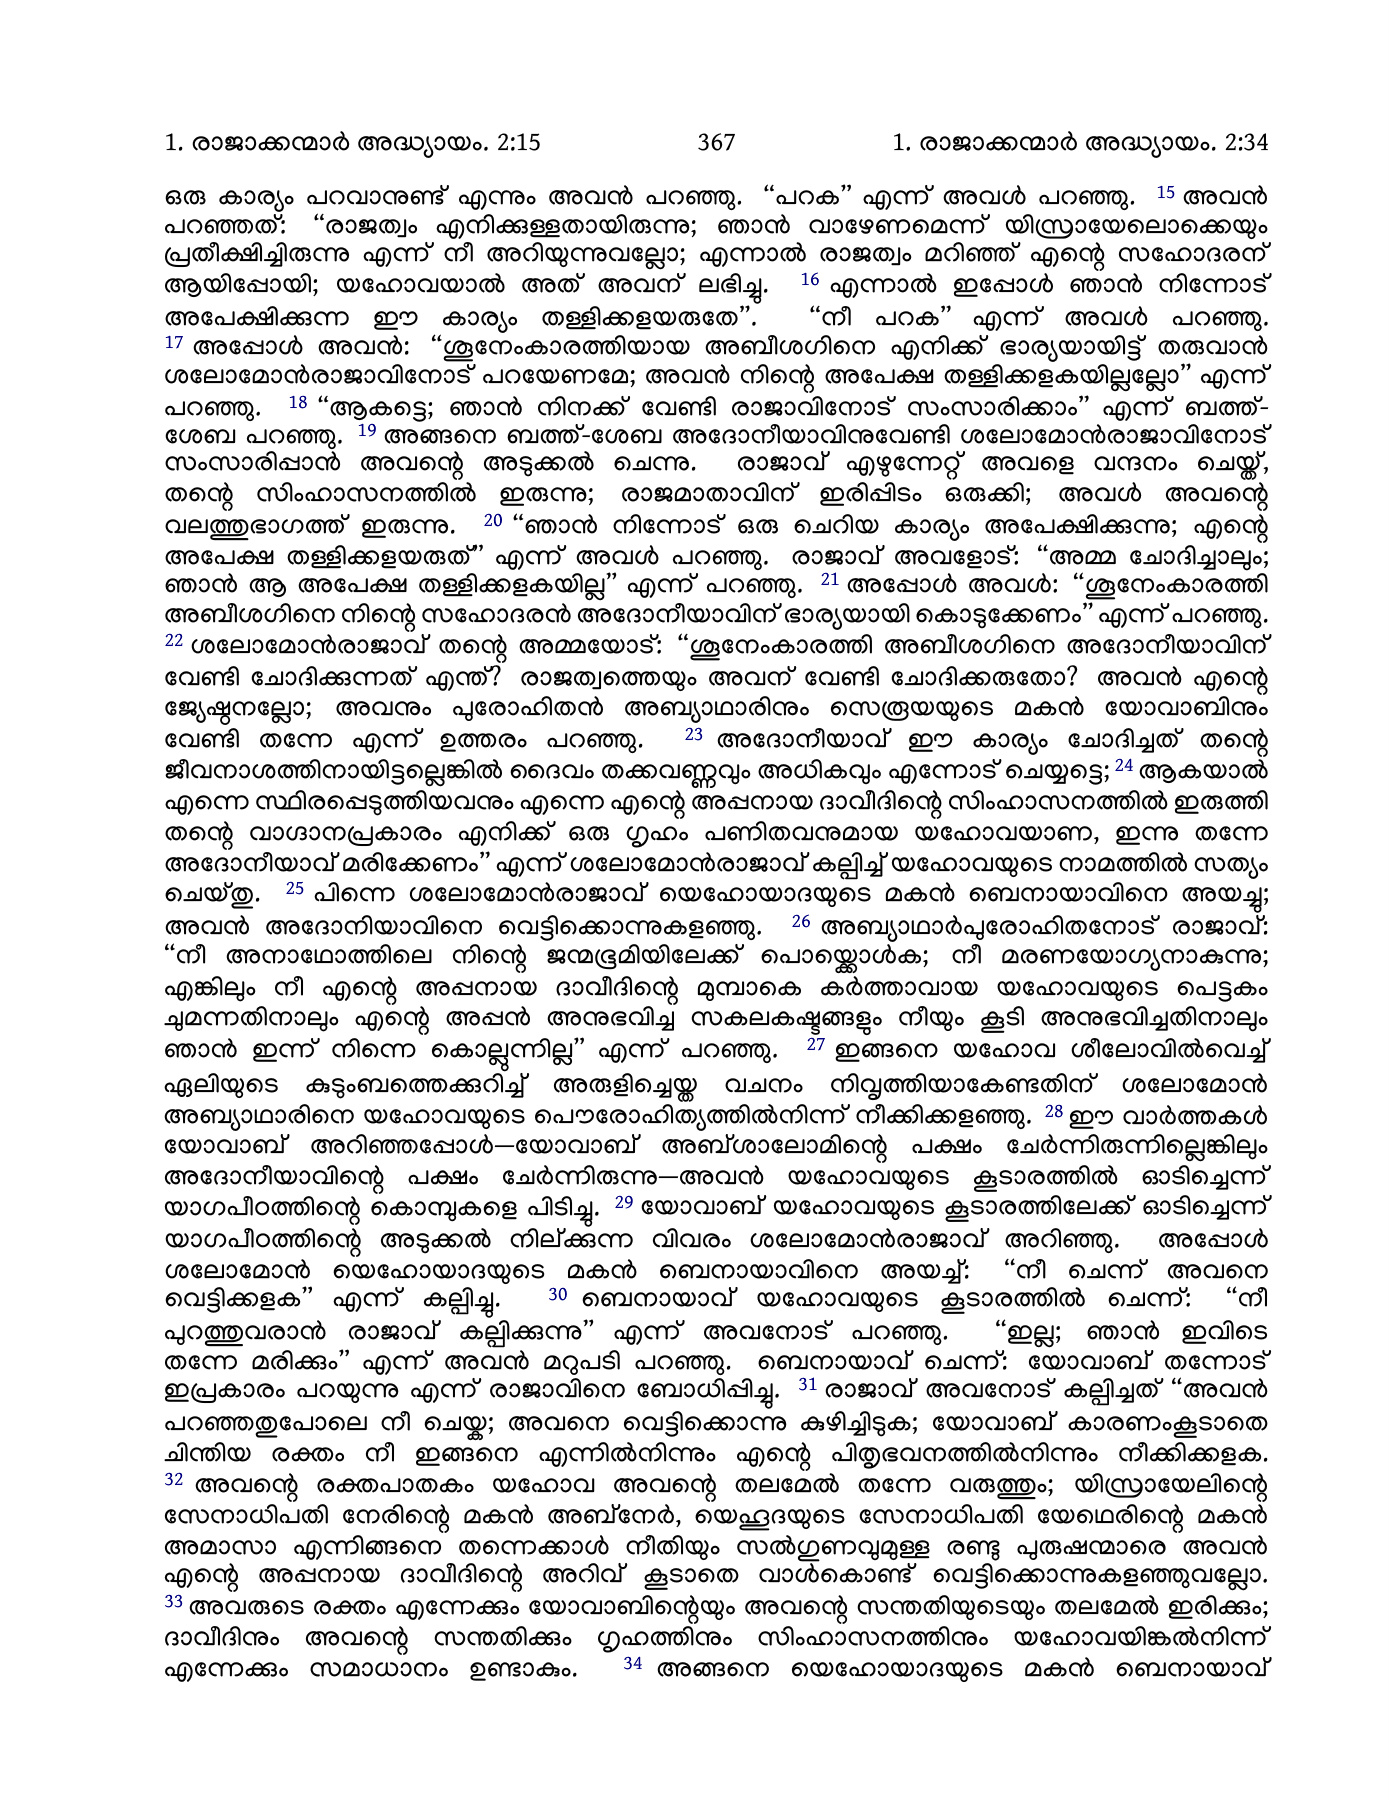 1. രാജാക്കന്മാർ അദ്ധ്യായം. 2:15 367 1. രാജാക്കന്മാർ അദ്ധ്യായം. 2:34
ഒരു കാര്യം പറവാനുണ്ട് എന്നും അവൻ പറഞ്ഞു. “പറക” എന്ന് അവൾ പറഞ്ഞു. 15 അവൻ
പറഞ്ഞത്: “രാജത്വം എനിക്കുള്ളതായിരുന്നു; ഞാൻ വാഴേണമെന്ന് യിസ്രായേലൊക്കെയും
പ്രതീക്ഷിച്ചിരുന്നു എന്ന് നീ അറിയുന്നുവല്ലോ; എന്നാൽ രാജത്വം മറിഞ്ഞ് എന്റെ സഹോദരന്
ആയിപ്പോയി; യഹോവയാൽ അത് അവന് ലഭിച്ചു. 16 എന്നാൽ ഇപ്പോൾ ഞാൻ നിന്നോട്
അപേക്ഷിക്കുന്ന ഈ കാര്യം തള്ളിക്കളയരുതേ”. “നീ പറക” എന്ന് അവൾ പറഞ്ഞു.
17 അപ്പോൾ അവൻ: “ശൂനേംകാരത്തിയായ അബീശഗിനെ എനിക്ക് ഭാര്യയായിട്ട് തരുവാൻ
ശലോമോൻരാജാവിനോട് പറയേണമേ; അവൻ നിന്റെ അപേക്ഷ തള്ളിക്കളകയില്ലല്ലോ” എന്ന്
പറഞ്ഞു. 18 “ആകട്ടെ; ഞാൻ നിനക്ക് വേണ്ടി രാജാവിനോട് സംസാരിക്കാം” എന്ന് ബത്ത്-
ശേബ പറഞ്ഞു. 19 അങ്ങനെ ബത്ത്-ശേബ അദോനീയാവിനുവേണ്ടി ശലോമോൻരാജാവിനോട്
സംസാരിപ്പാൻ അവന്റെ അടുക്കൽ ചെന്നു. രാജാവ് എഴുന്നേറ്റ് അവളെ വന്ദനം ചെയ്ത്,
തന്റെ സിംഹാസനത്തിൽ ഇരുന്നു; രാജമാതാവിന് ഇരിപ്പിടം ഒരുക്കി; അവൾ അവന്റെ
വലത്തുഭാഗത്ത് ഇരുന്നു. 20 “ഞാൻ നിന്നോട് ഒരു ചെറിയ കാര്യം അപേക്ഷിക്കുന്നു; എന്റെ
അപേക്ഷ തള്ളിക്കളയരുത്” എന്ന് അവൾ പറഞ്ഞു. രാജാവ് അവളോട്: “അമ്മ ചോദിച്ചാലും;
ഞാൻ ആ അപേക്ഷ തള്ളിക്കളകയില്ല” എന്ന് പറഞ്ഞു. 21 അപ്പോൾ അവൾ: “ശൂനേംകാരത്തി
അബീശഗിനെ നിന്റെ സഹോദരൻ അദോനീയാവിന് ഭാര്യയായി കൊടുക്കേണം” എന്ന് പറഞ്ഞു.
22 ശലോമോൻരാജാവ് തന്റെ അമ്മയോട്: “ശൂനേംകാരത്തി അബീശഗിനെ അദോനീയാവിന്
വേണ്ടി ചോദിക്കുന്നത് എന്ത്? രാജത്വത്തെയും അവന് വേണ്ടി ചോദിക്കരുതോ? അവൻ എന്റെ
ജ്യേഷ്ഠനല്ലോ; അവനും പുരോഹിതൻ അബ്യാഥാരിനും സെരൂയയുടെ മകൻ യോവാബിനും
വേണ്ടി തന്നേ എന്ന് ഉത്തരം പറഞ്ഞു. 23 അദോനീയാവ് ഈ കാര്യം ചോദിച്ചത് തന്റെ
ജീവനാശത്തിനായിട്ടല്ലെങ്കിൽ ദൈവം തക്കവണ്ണവും അധികവും എന്നോട് ചെയ്യട്ടെ; 24 ആകയാൽ
എന്നെ സ്ഥിരപ്പെടുത്തിയവനും എന്നെ എന്റെ അപ്പനായ ദാവീദിന്റെ സിംഹാസനത്തിൽ ഇരുത്തി
തന്റെ വാഗ്ദാനപ്രകാരം എനിക്ക് ഒരു ഗൃഹം പണിതവനുമായ യഹോവയാണ, ഇന്നു തന്നേ
അദോനീയാവ് മരിക്കേണം” എന്ന് ശലോമോൻരാജാവ് കല്പിച്ച് യഹോവയുടെ നാമത്തിൽ സത്യം
ചെയ്തു. 25 പിന്നെ ശലോമോൻരാജാവ് യെഹോയാദയുടെ മകൻ ബെനായാവിനെ അയച്ചു;
അവൻ അദോനിയാവിനെ വെട്ടിക്കൊന്നുകളഞ്ഞു. 26 അബ്യാഥാർപുരോഹിതനോട് രാജാവ്:
“നീ അനാഥോത്തിലെ നിന്റെ ജന്മഭൂമിയിലേക്ക് പൊയ്ക്കൊൾക; നീ മരണയോഗ്യനാകുന്നു;
എങ്കിലും നീ എന്റെ അപ്പനായ ദാവീദിന്റെ മുമ്പാകെ കർത്താവായ യഹോവയുടെ പെട്ടകം
ചുമന്നതിനാലും എന്റെ അപ്പൻ അനുഭവിച്ച സകലകഷ്ടങ്ങളും നീയും കൂടി അനുഭവിച്ചതിനാലും
ഞാൻ ഇന്ന് നിന്നെ കൊല്ലുന്നില്ല” എന്ന് പറഞ്ഞു. 27 ഇങ്ങനെ യഹോവ ശീലോവിൽവെച്ച്
ഏലിയുടെ കുടുംബത്തെക്കുറിച്ച് അരുളിച്ചെയ്ത വചനം നിവൃത്തിയാകേണ്ടതിന് ശലോമോൻ
അബ്യാഥാരിനെ യഹോവയുടെ പൌരോഹിത്യത്തിൽനിന്ന് നീക്കിക്കളഞ്ഞു. 28 ഈ വാർത്തകൾ
യോവാബ് അറിഞ്ഞപ്പോൾ—യോവാബ് അബ്ശാലോമിന്റെ പക്ഷം ചേർന്നിരുന്നില്ലെങ്കിലും
അദോനീയാവിന്റെ പക്ഷം ചേർന്നിരുന്നു—അവൻ യഹോവയുടെ കൂടാരത്തിൽ ഓടിച്ചെന്ന്
യാഗപീഠത്തിന്റെ കൊമ്പുകളെ പിടിച്ചു. 29 യോവാബ് യഹോവയുടെ കൂടാരത്തിലേക്ക് ഓടിച്ചെന്ന്
യാഗപീഠത്തിന്റെ അടുക്കൽ നില്ക്കുന്ന വിവരം ശലോമോൻരാജാവ് അറിഞ്ഞു. അപ്പോൾ
ശലോമോൻ യെഹോയാദയുടെ മകൻ ബെനായാവിനെ അയച്ച്: “നീ ചെന്ന് അവനെ
വെട്ടിക്കളക” എന്ന് കല്പിച്ചു. 30 ബെനായാവ് യഹോവയുടെ കൂടാരത്തിൽ ചെന്ന്: “നീ
പുറത്തുവരാൻ രാജാവ് കല്പിക്കുന്നു” എന്ന് അവനോട് പറഞ്ഞു. “ഇല്ല; ഞാൻ ഇവിടെ
തന്നേ മരിക്കും” എന്ന് അവൻ മറുപടി പറഞ്ഞു. ബെനായാവ് ചെന്ന്: യോവാബ് തന്നോട്
ഇപ്രകാരം പറയുന്നു എന്ന് രാജാവിനെ ബോധിപ്പിച്ചു. 31 രാജാവ് അവനോട് കല്പിച്ചത് “അവൻ
പറഞ്ഞതുപോലെ നീ ചെയ്ക; അവനെ വെട്ടിക്കൊന്നു കുഴിച്ചിടുക; യോവാബ് കാരണംകൂടാതെ
ചിന്തിയ രക്തം നീ ഇങ്ങനെ എന്നിൽനിന്നും എന്റെ പിതൃഭവനത്തിൽനിന്നും നീക്കിക്കളക.
32 അവന്റെ രക്തപാതകം യഹോവ അവന്റെ തലമേൽ തന്നേ വരുത്തും; യിസ്രായേലിന്റെ
സേനാധിപതി നേരിന്റെ മകൻ അബ്നേർ, യെഹൂദയുടെ സേനാധിപതി യേഥെരിന്റെ മകൻ
അമാസാ എന്നിങ്ങനെ തന്നെക്കാൾ നീതിയും സൽഗുണവുമുള്ള രണ്ടു പുരുഷന്മാരെ അവൻ
എന്റെ അപ്പനായ ദാവീദിന്റെ അറിവ് കൂടാതെ വാൾകൊണ്ട് വെട്ടിക്കൊന്നുകളഞ്ഞുവല്ലോ.
33 അവരുടെ രക്തം എന്നേക്കും യോവാബിന്റെയും അവന്റെ സന്തതിയുടെയും തലമേൽ ഇരിക്കും;
ദാവീദിനും അവന്റെ സന്തതിക്കും ഗൃഹത്തിനും സിംഹാസനത്തിനും യഹോവയിങ്കൽനിന്ന്
എന്നേക്കും സമാധാനം ഉണ്ടാകും. 34 അങ്ങനെ യെഹോയാദയുടെ മകൻ ബെനായാവ്